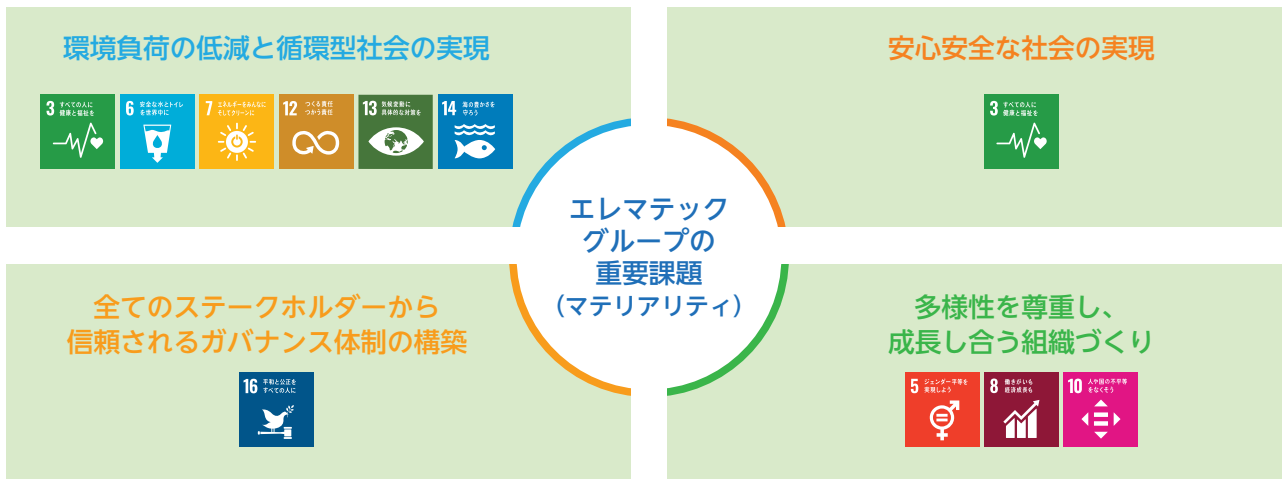 環境負荷の低減と循環型社会の実現
3 すべての人に
健康と福祉を
6 安全な水とトイレ
を世界中に
7 エネルギーをみんなに
そしてクリーンに
12 つくる責任
つかう責任
13 気候変動に
具体的な対策を
14 海の豊かさを
守ろう
安心安全な社会の実現
3 すべての人に
健康と福祉を
エレマテック
グループの
重要課題
(マテリアリティ)
全てのステークホルダーから
信頼されるガバナンス体制の構築
16 平和と公正を
すべての人に
多様性を尊重し、
成長し合う組織づくり
5 ジェンダー平等を
実現しよう
8 働きがいも
経済成長も
10 人や国の不平等
をなくそう